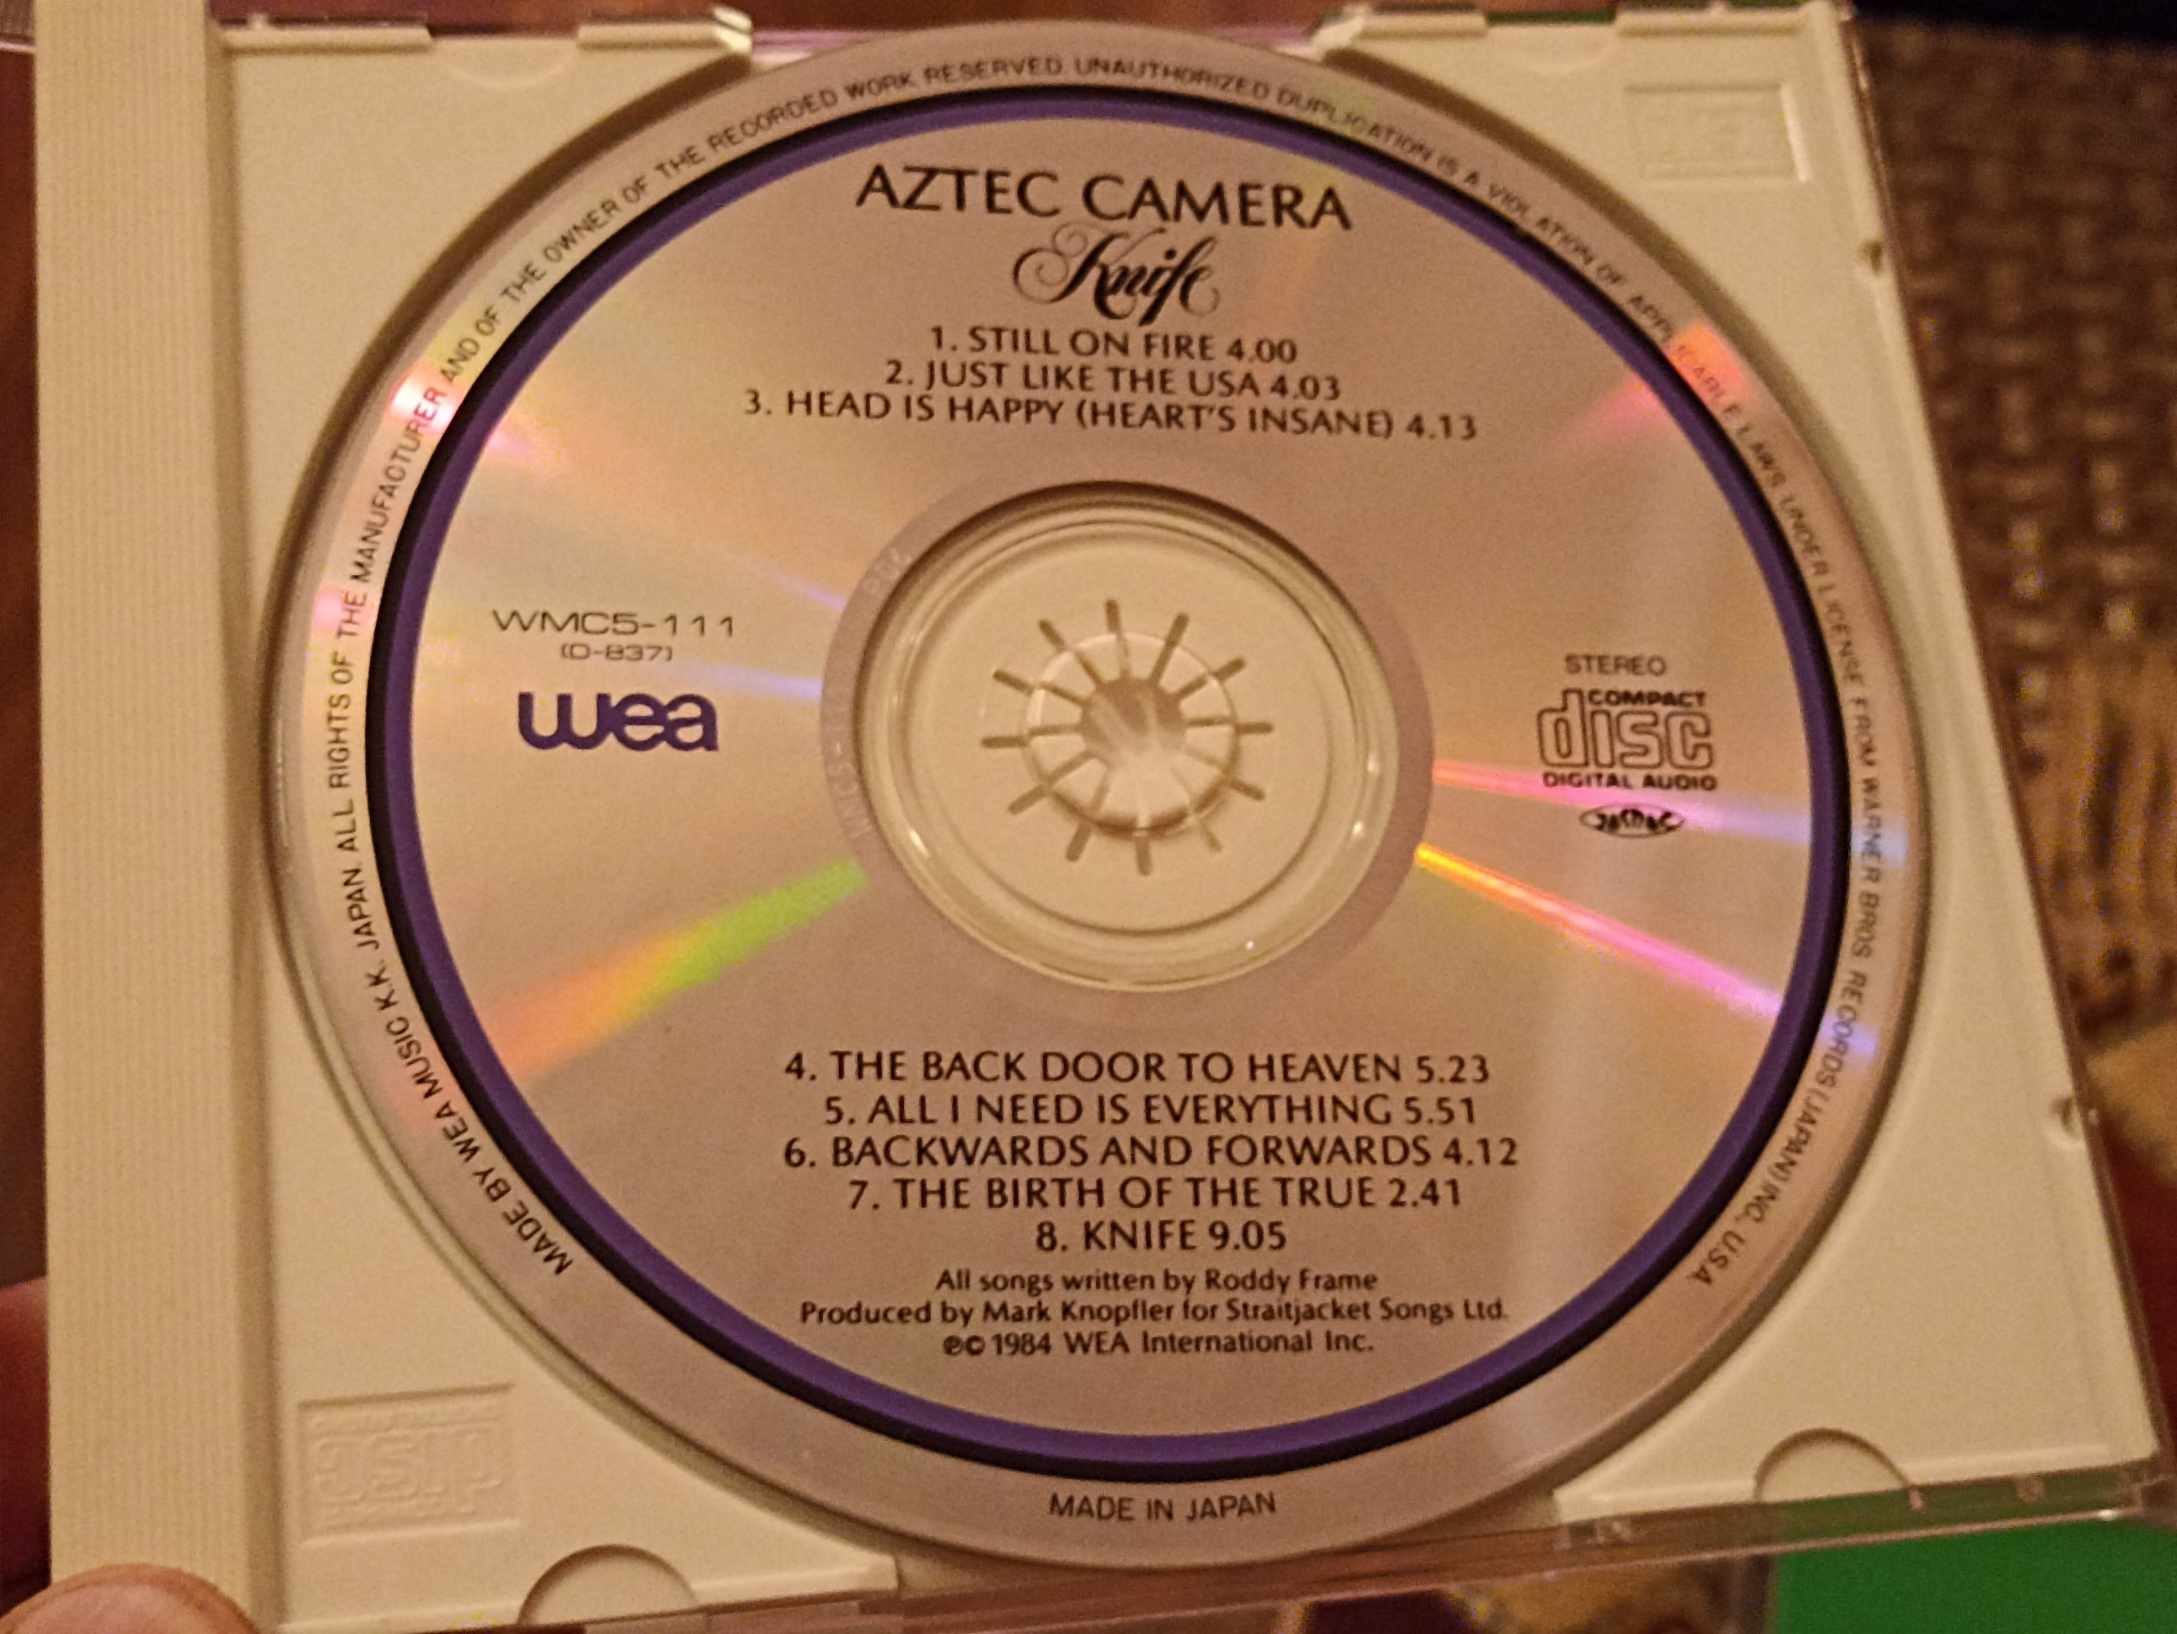 MADE BY WEA MUSIC K.K. JAPAN. ALL RIGHTS OF THE MANUFACTURER AND OF THE OWNER OF THE RECORDED WORK RESERVED. UNAUTHORIZED DUPLICATION IS A VIOLATION OF APPLICABLE LAWS. UNDER LICENSE FROM WARNER BROS. RECORDS (JAPAN) INC., U.S.A.
AZTEC CAMERA
Knife
1. STILL ON FIRE 4.00
2. JUST LIKE THE USA 4.03
3. HEAD IS HAPPY (HEART'S INSANE) 4.13
WMC5-111
(D-837)
wea
STEREO
COMPACT
disc
DIGITAL AUDIO
JASRAC
4. THE BACK DOOR TO HEAVEN 5.23
5. ALL I NEED IS EVERYTHING 5.51
6. BACKWARDS AND FORWARDS 4.12
7. THE BIRTH OF THE TRUE 2.41
8. KNIFE 9.05
All songs written by Roddy Frame
Produced by Mark Knopfler for Straitjacket Songs Ltd.
℗© 1984 WEA International Inc.
MADE IN JAPAN
disc